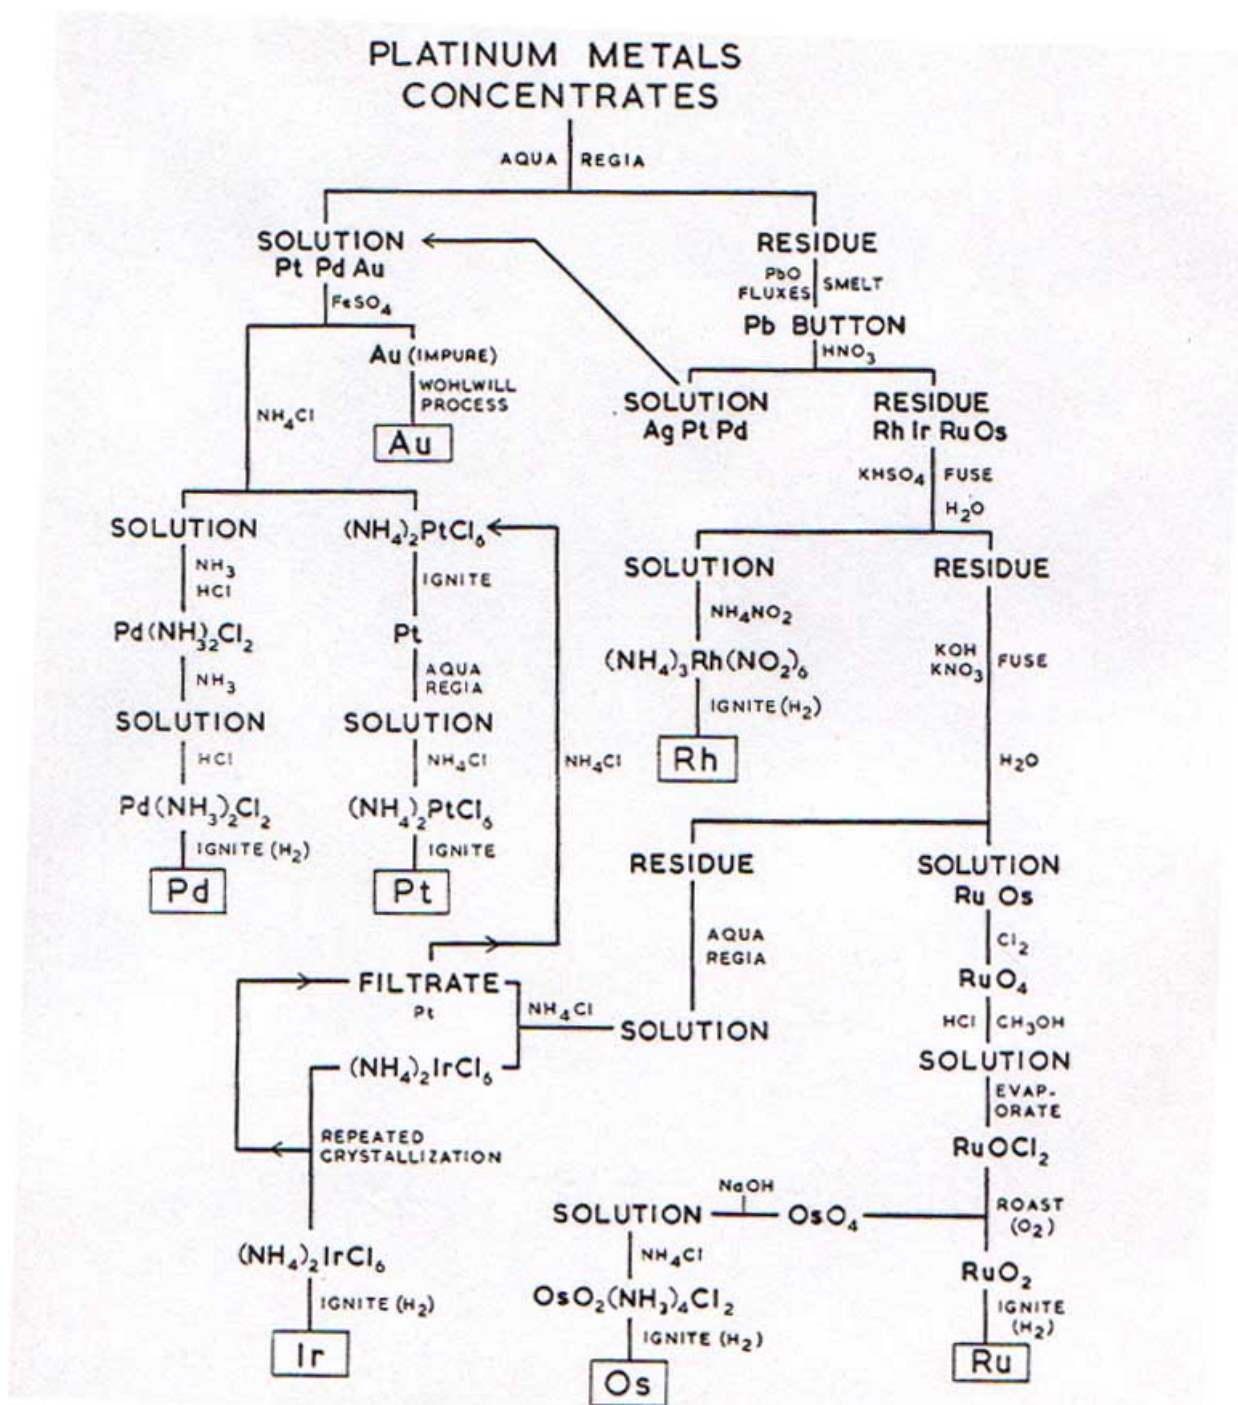 PLATINUM METALS
CONCENTRATES
AQUA REGIA
SOLUTION
Pt Pd Au
RESIDUE
PbO
FLUXES
SMELT
FeSO₄
Pb BUTTON
HNO₃
Au (IMPURE)
WOHLWILL
PROCESS
Au
NH₄Cl
SOLUTION
Ag Pt Pd
RESIDUE
Rh Ir Ru Os
KHSO₄ FUSE
H₂O
SOLUTION
(NH₄)₂PtCl₆
SOLUTION
RESIDUE
NH₃
HCl
IGNITE
NH₄NO₂
Pd(NH)₃₂Cl₂
Pt
(NH₄)₃Rh(NO₂)₆
KOH
KNO₃
FUSE
NH₃
AQUA
REGIA
IGNITE (H₂)
SOLUTION
SOLUTION
HCl
NH₄Cl
NH₄Cl
Rh
H₂O
Pd(NH₃)₂Cl₂
(NH₄)₂PtCl₆
IGNITE (H₂)
IGNITE
Pd
Pt
RESIDUE
SOLUTION
Ru Os
AQUA
REGIA
Cl₂
RuO₄
FILTRATE
Pt
NH₄Cl
SOLUTION
HCl CH₃OH
SOLUTION
(NH₄)₂IrCl₆
EVAP-
ORATE
REPEATED
CRYSTALLIZATION
RuOCl₂
NaOH
SOLUTION
OsO₄
ROAST
(O₂)
(NH₄)₂IrCl₆
NH₄Cl
RuO₂
IGNITE (H₂)
OsO₂(NH₃)₄Cl₂
IGNITE
(H₂)
Ir
IGNITE (H₂)
Os
Ru